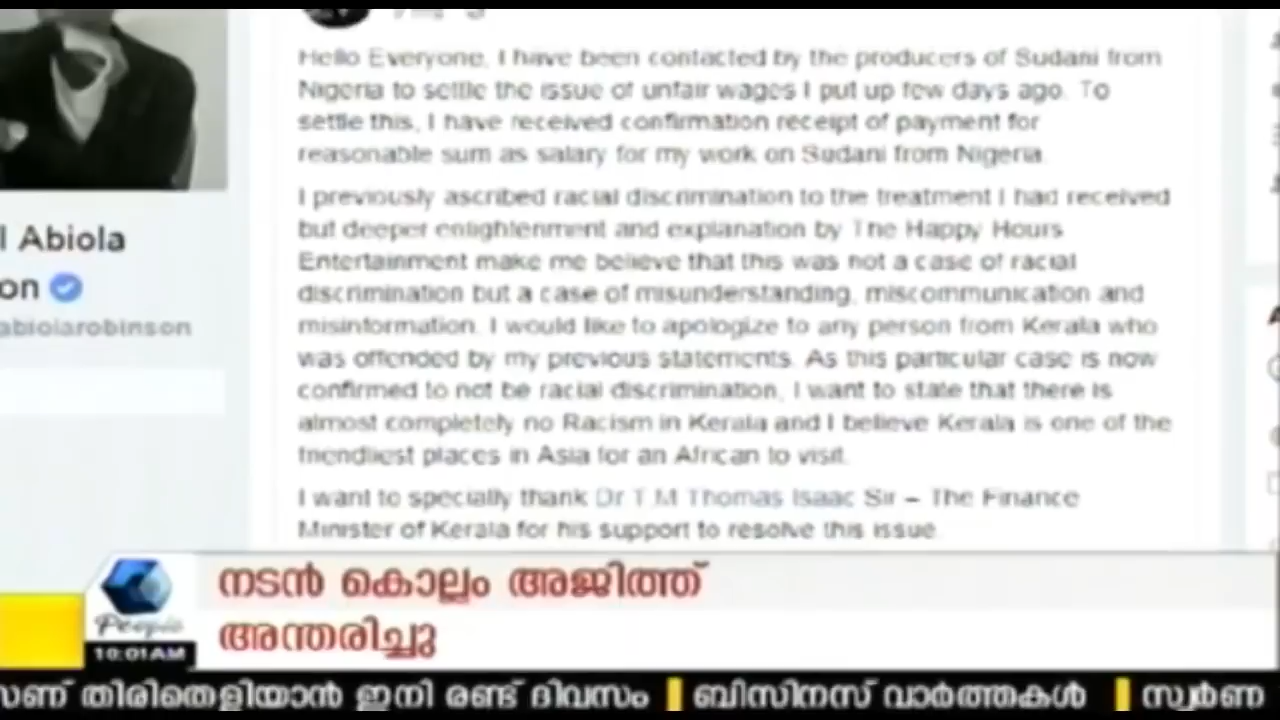 Hello Everyone, I have been contacted by the producers of Sudani from
Nigeria to settle the issue of unfair wages I put up few days ago. To
settle this, I have received confirmation receipt of payment for
reasonable sum as salary for my work on Sudani from Nigeria.
I previously ascribed racial discrimination to the treatment I had received
but deeper enlightenment and explanation by The Happy Hours
Entertainment make me believe that this was not a case of racial
discrimination but a case of misunderstanding, miscommunication and
misinformation. I would like to apologize to any person from Kerala who
was offended by my previous statements. As this particular case is now
confirmed to not be racial discrimination, I want to state that there is
almost completely no Racism in Kerala and I believe Kerala is one of the
friendliest places in Asia for an African to visit.
I want to specially thank Dr T M Thomas Isaac Sir – The Finance
Minister of Kerala for his support to resolve this issue.
l Abiola
on
abiolarobinson
നടൻ കൊല്ലം അജിത്ത്
അന്തരിച്ചു
People
10:01AM
സണ് തിരിതെളിയാൻ ഇനി രണ്ട് ദിവസം ബിസിനസ് വാർത്തകൾ സ്വർണ